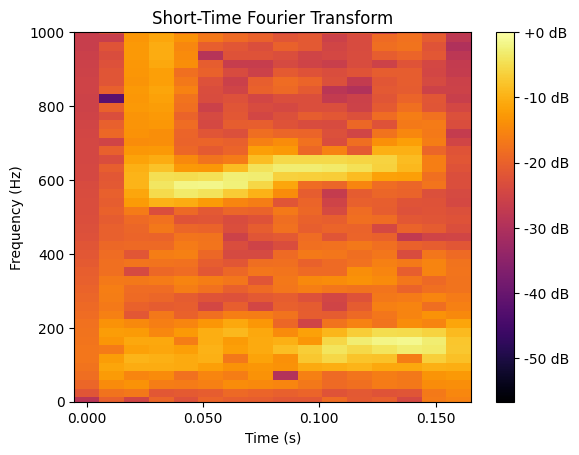 Short-Time Fourier Transform
1000
800
600
400
200
0
Frequency (Hz)
0.000
0.050
0.100
0.150
Time (s)
+0 dB
-10 dB
-20 dB
-30 dB
-40 dB
-50 dB